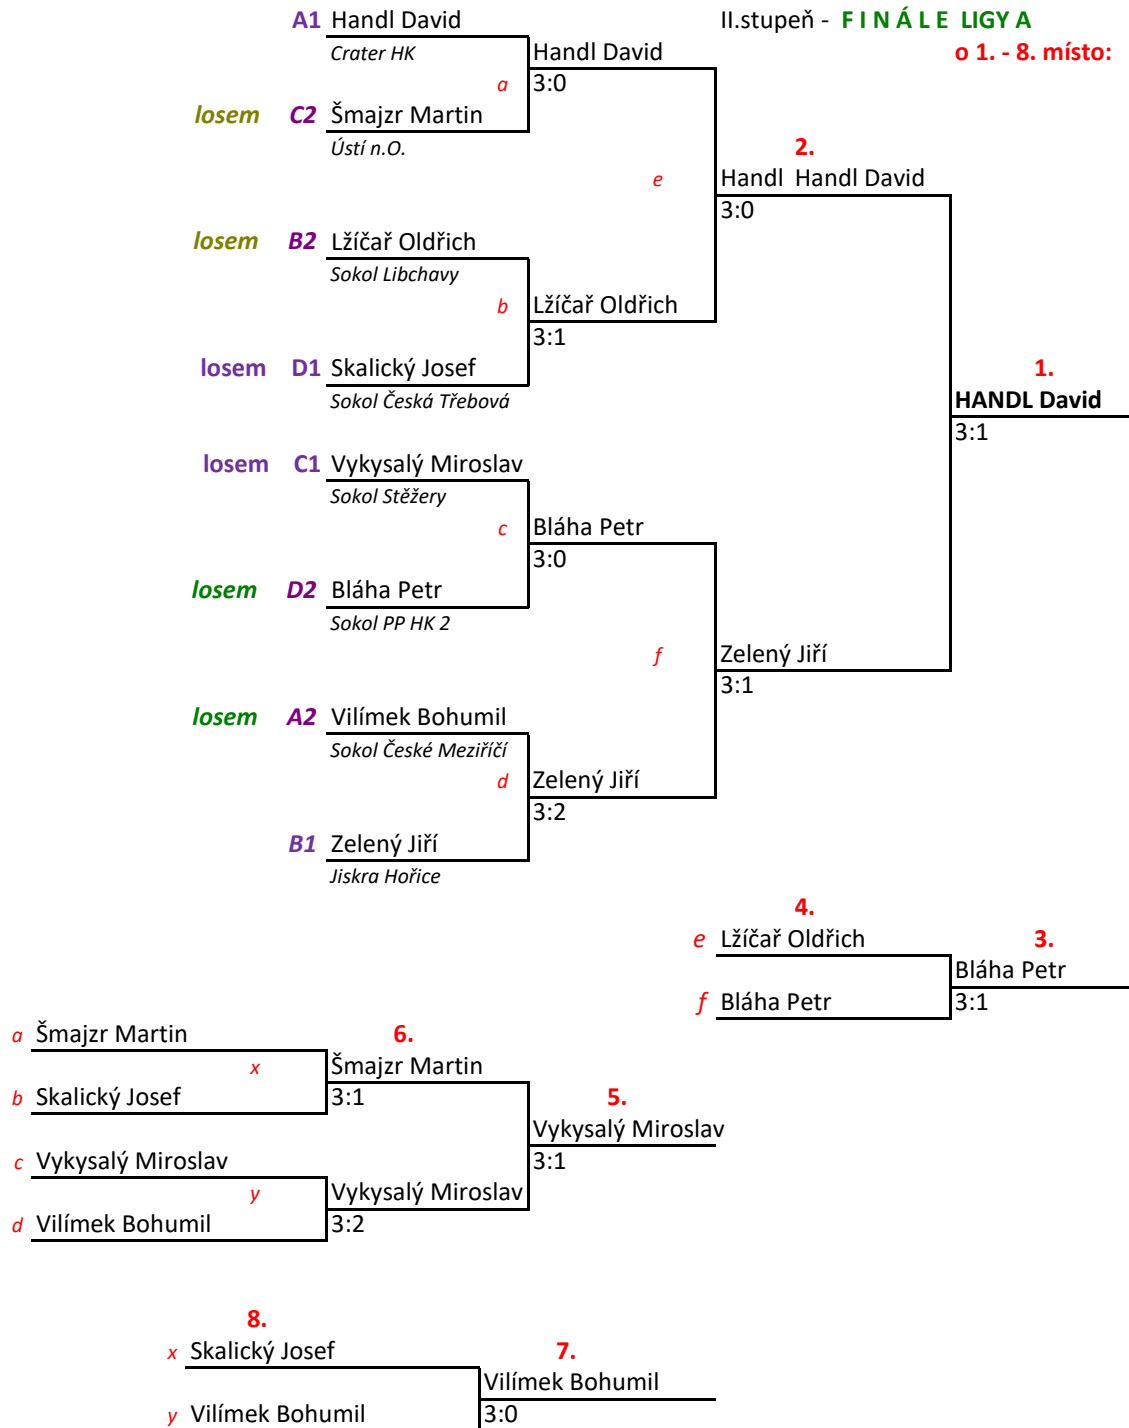 A1 Handl David II.stupeň - F I N Á L E LIGY A
Crater HK Handl David o 1. - 8. místo:
a 3:0
losem C2 Šmajzr Martin
Ústí n.O. 2.
e Handl Handl David
3:0
losem B2 Lžíčař Oldřich
Sokol Libchavy
b Lžíčař Oldřich
3:1
losem D1 Skalický Josef 1.
Sokol Česká Třebová HANDL David
3:1
losem C1 Vykysalý Miroslav
Sokol Stěžery
c Bláha Petr
3:0
losem D2 Bláha Petr
Sokol PP HK 2
f Zelený Jiří
3:1
losem A2 Vilímek Bohumil
Sokol České Meziříčí
d Zelený Jiří
3:2
B1 Zelený Jiří
Jiskra Hořice
4.
e Lžíčař Oldřich 3.
Bláha Petr
f Bláha Petr 3:1
a Šmajzr Martin 6.
x Šmajzr Martin
b Skalický Josef 3:1 5.
Vykysalý Miroslav
c Vykysalý Miroslav 3:1
y Vykysalý Miroslav
d Vilímek Bohumil 3:2
8.
x Skalický Josef 7.
Vilímek Bohumil
y Vilímek Bohumil 3:0